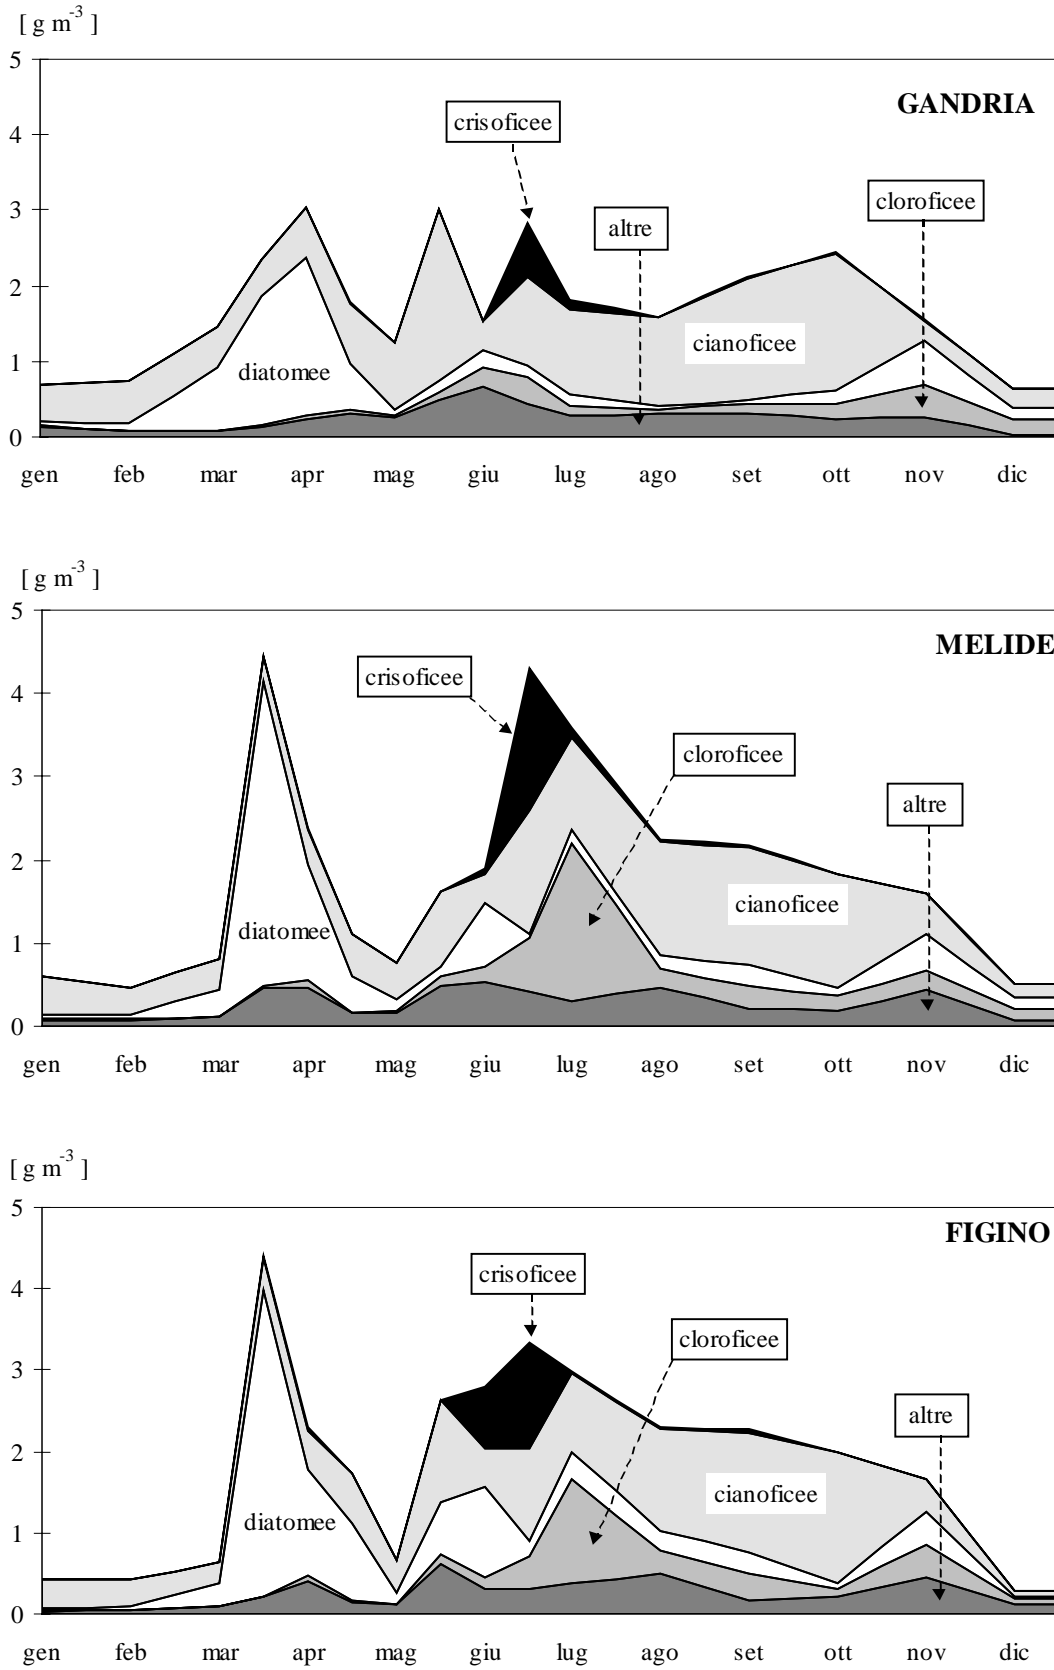 [ g m-3 ]
5
GANDRIA
crisoficee
4
cloroficee
3
altre
2
cianoficee
diatomee
1
0
gen feb mar apr mag giu lug ago set ott nov dic
[ g m-3 ]
5
MELIDE
crisoficee
4
cloroficee
3
altre
2
cianoficee
diatomee
1
0
gen feb mar apr mag giu lug ago set ott nov dic
[ g m-3 ]
5
FIGINO
crisoficee
4
cloroficee
3
altre
2
cianoficee
diatomee
1
0
gen feb mar apr mag giu lug ago set ott nov dic